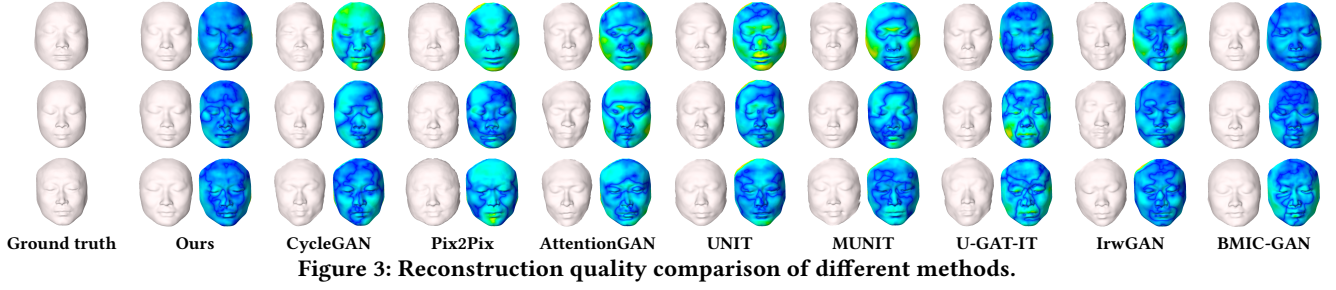 Ground truth Ours CycleGAN Pix2Pix AttentionGAN UNIT MUNIT U-GAT-IT IrwGAN BMIC-GAN
Figure 3: Reconstruction quality comparison of different methods.